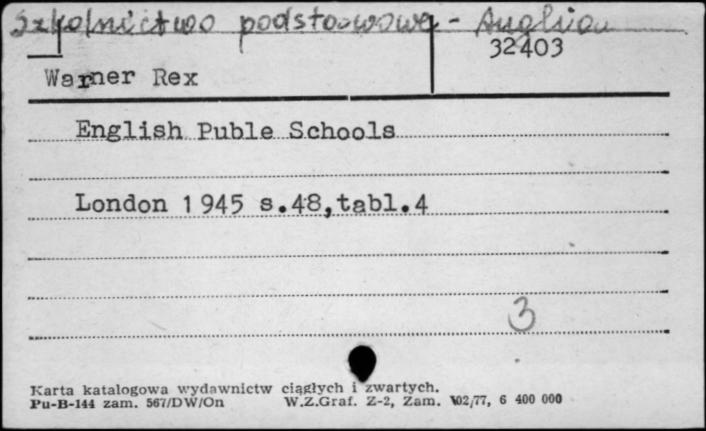 Szkolnictwo podstawowe - Anglia
32403
Warner Rex
English Puble Schools
London 1945 s.48,tabl.4
3
Karta katalogowa wydawnictw ciągłych i zwartych.
Pu-B-144 zam. 567/DW/On W.Z.Graf. Z-2, Zam. 102/77, 6 400 000